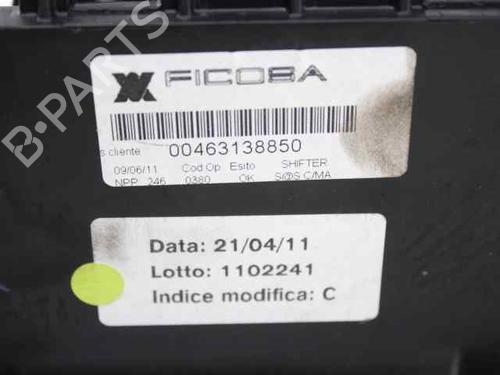 FICOSA
s cliente 00463138850
09/06/11 Cod Op Esito SHIFTER
NPP 246 0380 OK S@S C/MA
Data: 21/04/11
Lotto: 1102241
Indice modifica: C